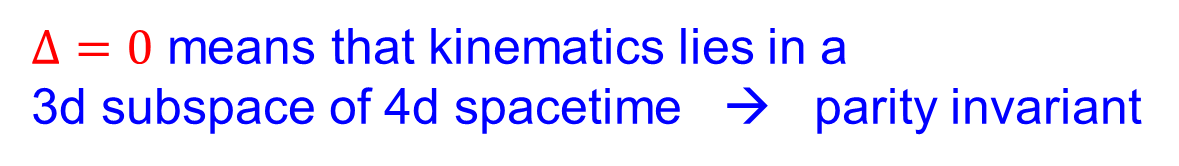 Δ = 0 means that kinematics lies in a
3d subspace of 4d spacetime → parity invariant